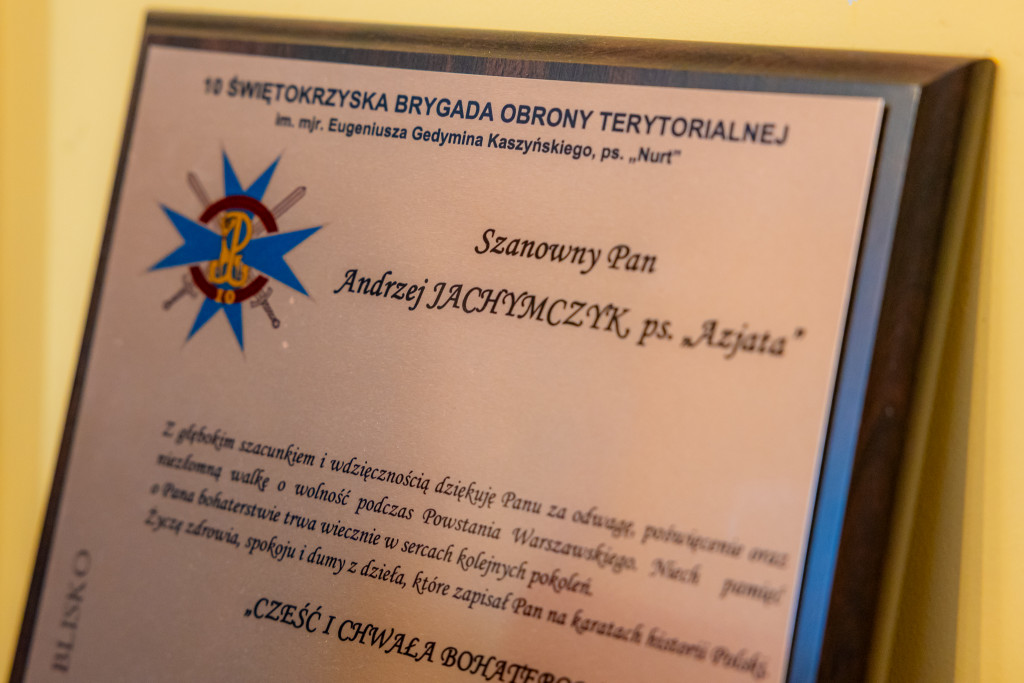 10 ŚWIĘTOKRZYSKA BRYGADA OBRONY TERYTORIALNEJ
im. mjr. Eugeniusza Gedymina Kaszyńskiego, ps. „Nurt"
10
Szanowny Pan
Andrzej JACHYMCZYK, ps. „Azjata"
Z głębokim szacunkiem i wdzięcznością dziękuję Panu za odwagę, poświęcenie oraz
niezłomną walkę o wolność podczas Powstania Warszawskiego. Niech pamięć
o Pana bohaterstwie trwa wiecznie w sercach kolejnych pokoleń.
Życzę zdrowia, spokoju i dumy z dzieła, które zapisał Pan na karatach historii Polski.
„CZEŚĆ I CHWAŁA
BLISKO